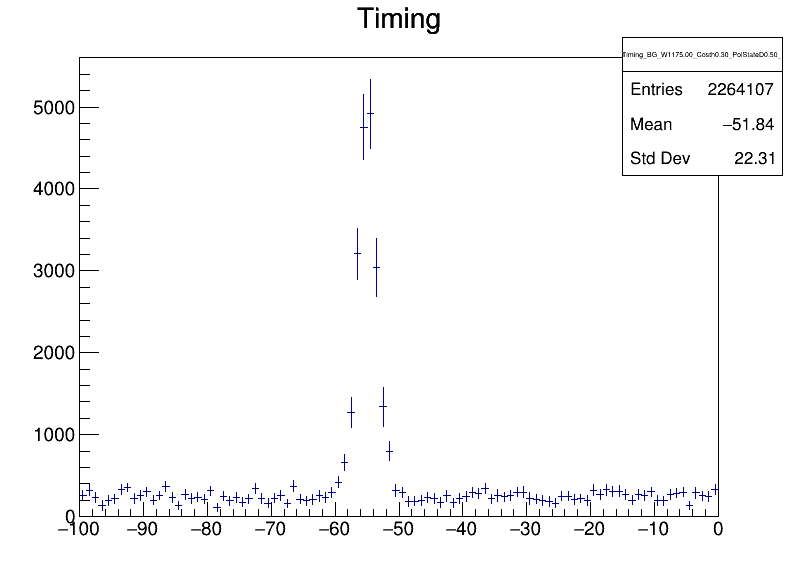 Timing
Timing_BG_W1175.00_Costh0.30_PolStateD0.50_
Entries 2264107
Mean −51.84
Std Dev 22.31
5000
4000
3000
2000
1000
0
−100 −90 −80 −70 −60 −50 −40 −30 −20 −10 0